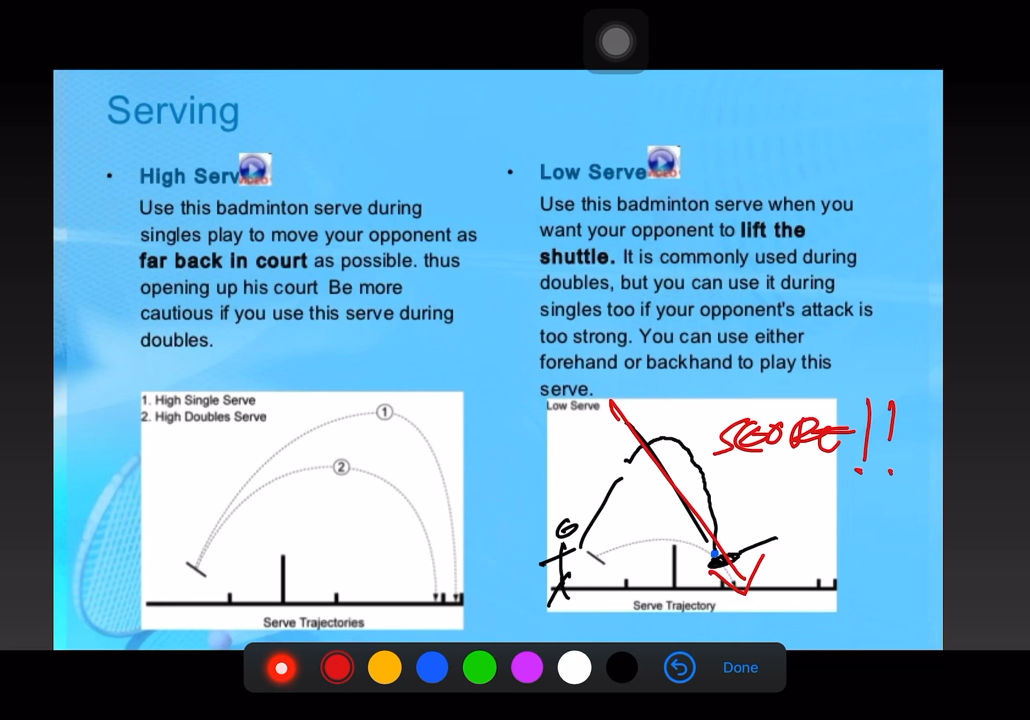 Serving
High Serv
VIDEO
Use this badminton serve during
singles play to move your opponent as
far back in court as possible. thus
opening up his court Be more
cautious if you use this serve during
doubles.
1. High Single Serve
2. High Doubles Serve
1
2
Serve Trajectories
Low Serve
VIDEO
Use this badminton serve when you
want your opponent to lift the
shuttle. It is commonly used during
doubles, but you can use it during
singles too if your opponent's attack is
too strong. You can use either
forehand or backhand to play this
serve.
Low Serve
SCORE!!
Serve Trajectory
Done